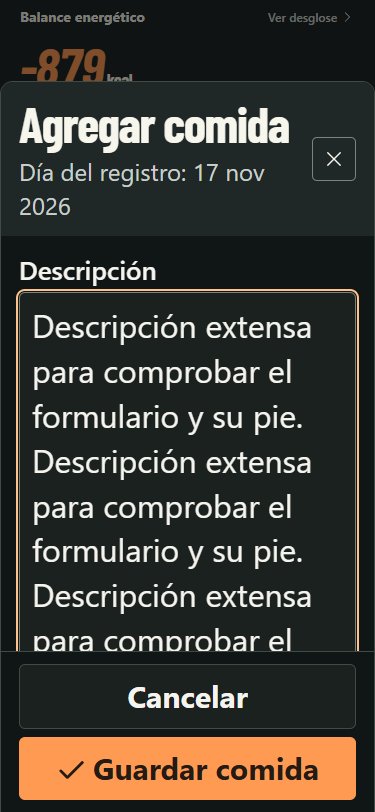 Balance energético
Ver desglose
-879 kcal
Agregar comida
Día del registro: 17 nov
2026
Descripción
Descripción extensa
para comprobar el
formulario y su pie.
Descripción extensa
para comprobar el
formulario y su pie.
Descripción extensa
para comprobar el
Cancelar
Guardar comida